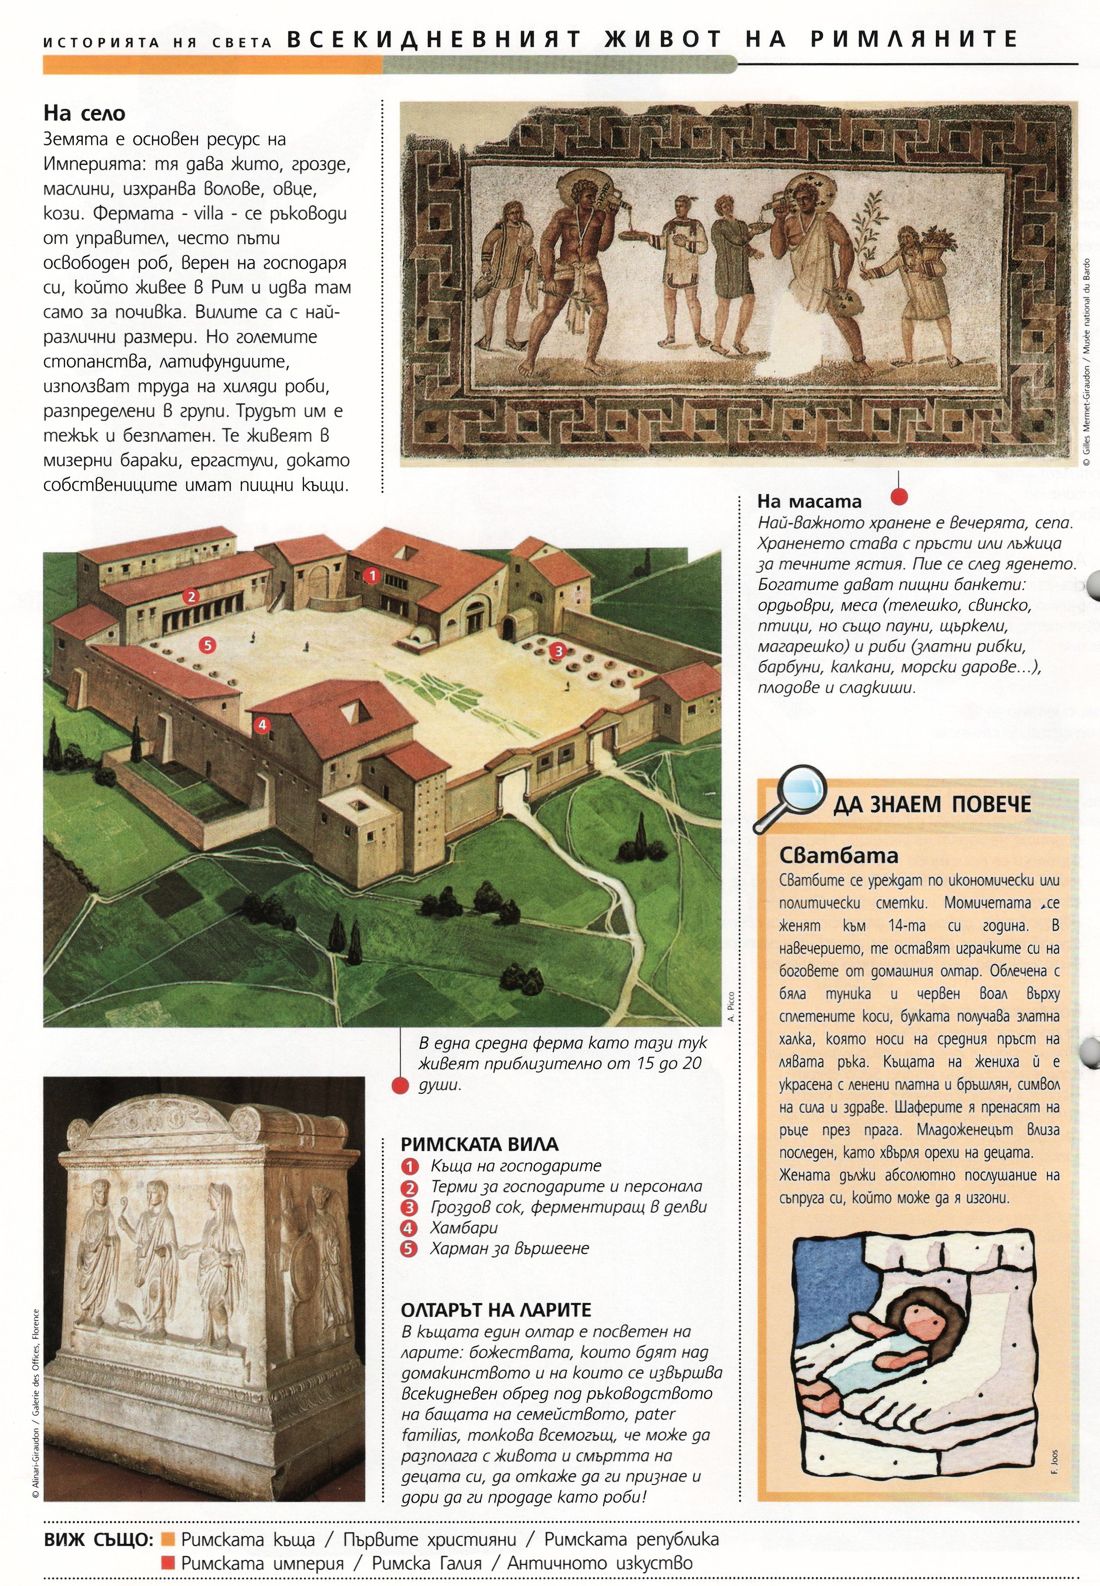 ИСТОРИЯТА НЯ СВЕТА ВСЕКИДНЕВНИЯТ ЖИВОТ НА РИМЛЯНИТЕ
На село
Земята е основен ресурс на
Империята: тя дава жито, грозде,
маслини, изхранва волове, овце,
кози. Фермата - villa - се ръководи
от управител, често пъти
освободен роб, верен на господаря
си, който живее в Рим и идва там
само за почивка. Вилите са с най-
различни размери. Но големите
стопанства, латифундиите,
използват труда на хиляди роби,
разпределени в групи. Трудът им е
тежък и безплатен. Те живеят в
мизерни бараки, ергастули, докато
собствениците имат пищни къщи.
© Gilles Mermet-Giraudon / Musée national du Bardo
На масата
Най-важното хранене е вечерята, сепа.
Храненето става с пръсти или лъжица
за течните ястия. Пие се след яденето.
Богатите дават пищни банкети:
ордьоври, меса (телешко, свинско,
птици, но също пауни, щъркели,
магарешко) и риби (златни рибки,
барбуни, калкани, морски дарове...),
плодове и сладкиши.
1
2
3
4
5
A. Picco
В една средна ферма като тази тук
живеят приблизително от 15 до 20
души.
РИМСКАТА ВИЛА
1 Къща на господарите
2 Терми за господарите и персонала
3 Гроздов сок, ферментиращ в делви
4 Хамбари
5 Харман за вършеене
ОЛТАРЪТ НА ЛАРИТЕ
В къщата един олтар е посветен на
ларите: божествата, които бдят над
домакинството и на които се извършва
всекидневен обред под ръководството
на бащата на семейството, pater
familias, толкова всемогъщ, че може да
разполага с живота и смъртта на
децата си, да откаже да ги признае и
дори да ги продаде като роби!
© Alinari-Giraudon / Galerie des Offices, Florence
ДА ЗНАЕМ ПОВЕЧЕ
Сватбата
Сватбите се уреждат по икономически или
политически сметки. Момичетата се
женят към 14-та си година. В
навечерието, те оставят играчките си на
боговете от домашния олтар. Облечена с
бяла туника и червен воал върху
сплетените коси, булката получава златна
халка, която носи на средния пръст на
лявата ръка. Къщата на жениха й е
украсена с ленени платна и бръшлян, символ
на сила и здраве. Шаферите я пренасят на
ръце през прага. Младоженецът влиза
последен, като хвърля орехи на децата.
Жената дължи абсолютно послушание на
съпруга си, който може да я изгони.
F. Joos
ВИЖ СЪЩО: Римската къща / Първите християни / Римската република
Римската империя / Римска Галия / Античното изкуство